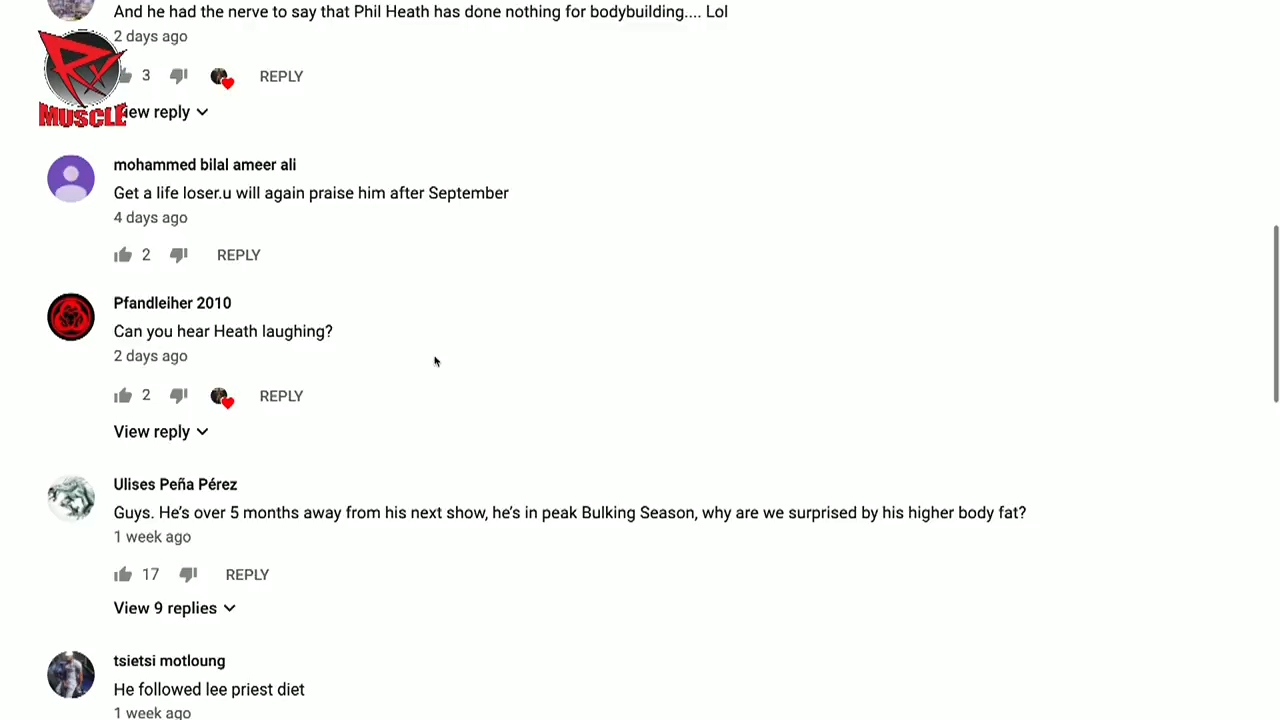 And he had the nerve to say that Phil Heath has done nothing for bodybuilding.... Lol
2 days ago
3 REPLY
RX
MUSCLE
iew reply
mohammed bilal ameer ali
Get a life loser.u will again praise him after September
4 days ago
2 REPLY
Pfandleiher 2010
Can you hear Heath laughing?
2 days ago
2 REPLY
View reply
Ulises Peña Pérez
Guys. He’s over 5 months away from his next show, he’s in peak Bulking Season, why are we surprised by his higher body fat?
1 week ago
17 REPLY
View 9 replies
tsietsi motloung
He followed lee priest diet
1 week ago